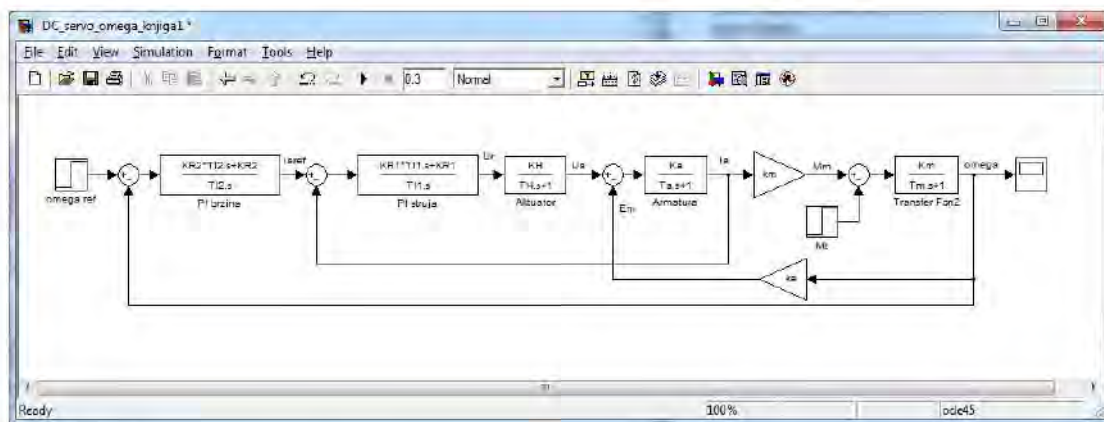 DC_servo_omega_knjiga1 *
File Edit View Simulation Format Tools Help
0.3 Normal
omega ref
KR2*TI2.s+KR2
TI2.s
PI brzine
Iaref
KR1*TI1.s+KR1
TI1.s
PI struja
Ur
KH
TH.s+1
Aktuator
Ua
Em
Ka
Ta.s+1
Armatura
Ia
km
Mm
Mt
Km
Tm.s+1
Transfer Fcn2
omega
ke
Ready 100% ode45